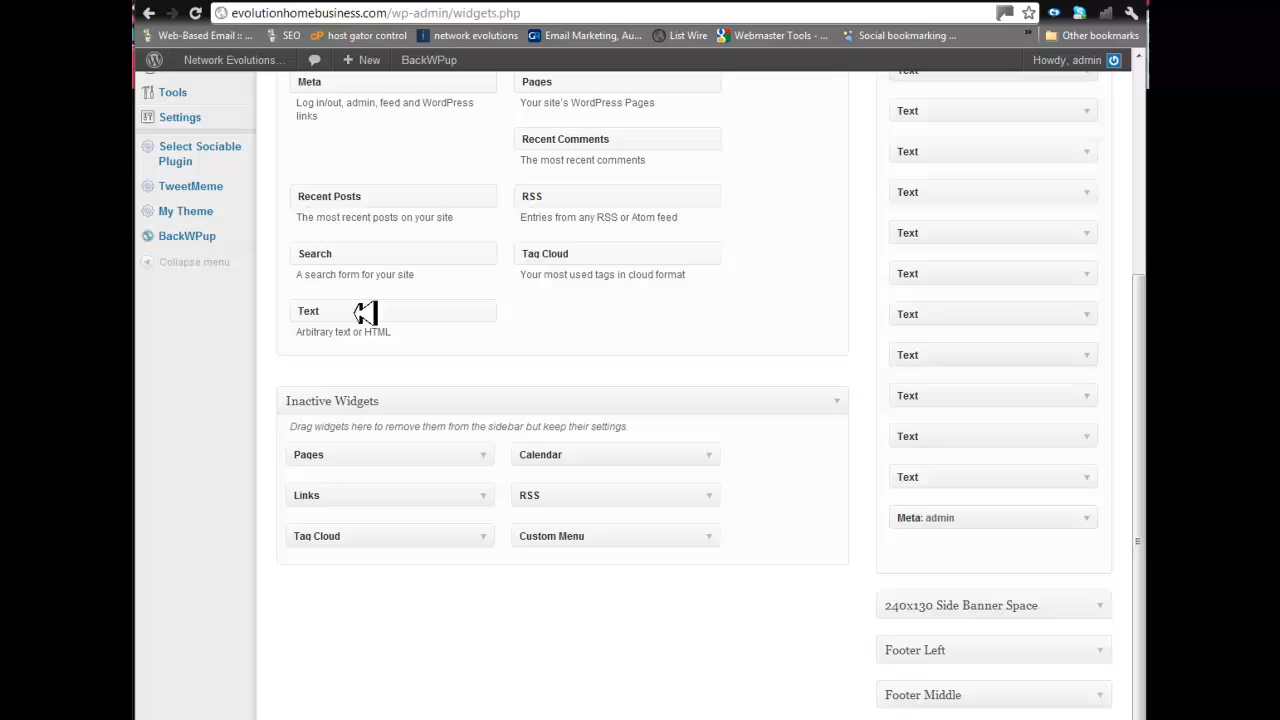 evolutionhomebusiness.com/wp-admin/widgets.php
Web-Based Email :: ... SEO host gator control network evolutions Email Marketing, Au... List Wire Webmaster Tools - ... Social bookmarking ... » Other bookmarks
Network Evolutions... + New BackWPup Howdy, admin
Tools
Settings
Select Sociable
Plugin
TweetMeme
My Theme
BackWPup
Collapse menu
Meta
Log in/out, admin, feed and WordPress
links
Pages
Your site's WordPress Pages
Recent Comments
The most recent comments
Recent Posts
The most recent posts on your site
RSS
Entries from any RSS or Atom feed
Search
A search form for your site
Tag Cloud
Your most used tags in cloud format
Text
Arbitrary text or HTML
Inactive Widgets
Drag widgets here to remove them from the sidebar but keep their settings.
Pages
Calendar
Links
RSS
Tag Cloud
Custom Menu
Text
Text
Text
Text
Text
Text
Text
Text
Text
Text
Text
Meta: admin
240x130 Side Banner Space
Footer Left
Footer Middle